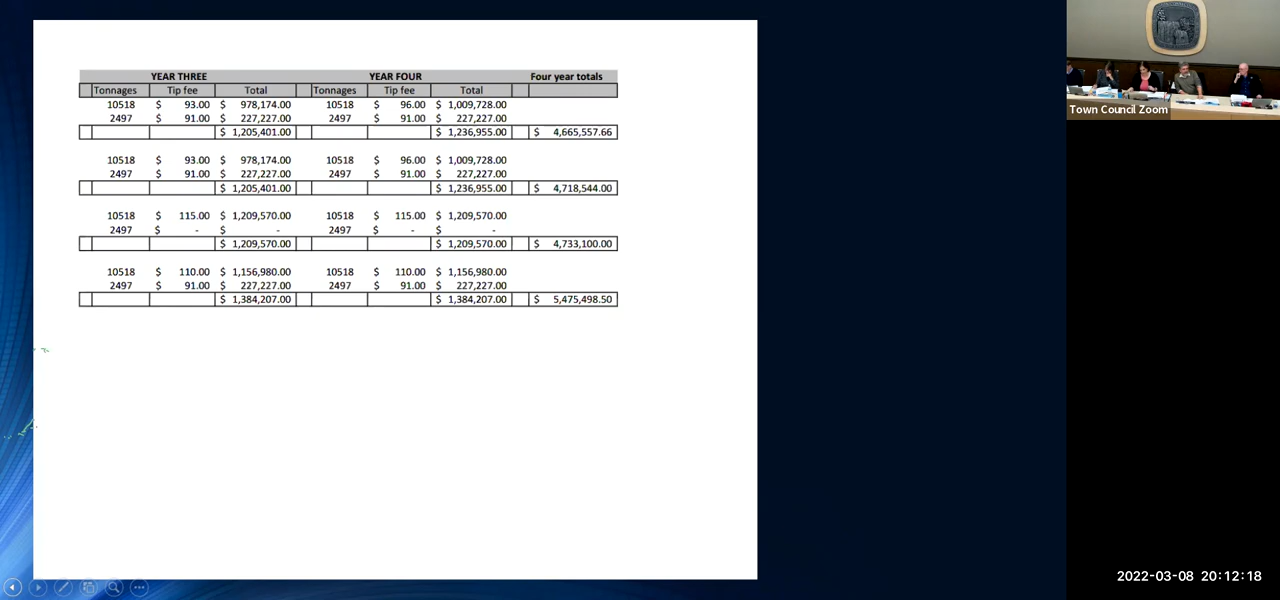 YEAR THREE YEAR FOUR Four year totals
Tonnages Tip fee Total Tonnages Tip fee Total
10518 $ 93.00 $ 978,174.00 10518 $ 96.00 $ 1,009,728.00
2497 $ 91.00 $ 227,227.00 2497 $ 91.00 $ 227,227.00
$ 1,205,401.00 $ 1,236,955.00 $ 4,665,557.66
10518 $ 93.00 $ 978,174.00 10518 $ 96.00 $ 1,009,728.00
2497 $ 91.00 $ 227,227.00 2497 $ 91.00 $ 227,227.00
$ 1,205,401.00 $ 1,236,955.00 $ 4,718,544.00
10518 $ 115.00 $ 1,209,570.00 10518 $ 115.00 $ 1,209,570.00
2497 $ - $ - 2497 $ - $ -
$ 1,209,570.00 $ 1,209,570.00 $ 4,733,100.00
10518 $ 110.00 $ 1,156,980.00 10518 $ 110.00 $ 1,156,980.00
2497 $ 91.00 $ 227,227.00 2497 $ 91.00 $ 227,227.00
$ 1,384,207.00 $ 1,384,207.00 $ 5,475,498.50
Town Council Zoom
2022-03-08 20:12:18